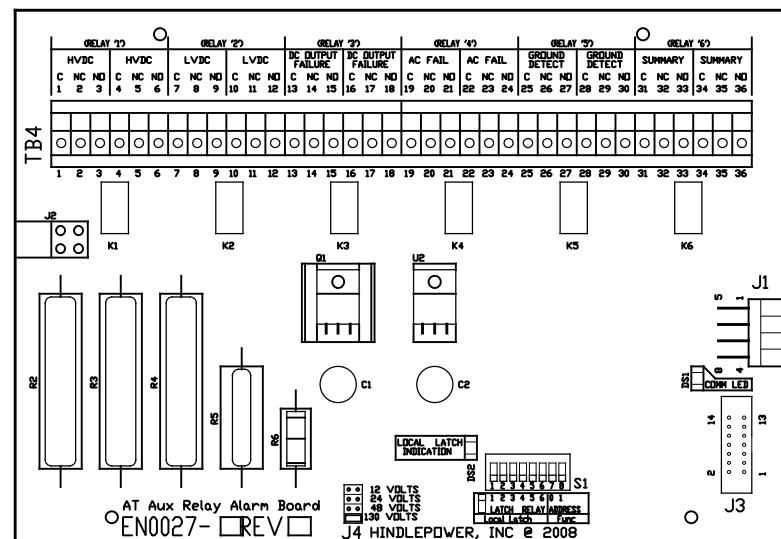 (RELAY '1') (RELAY '2') (RELAY '3') (RELAY '4') (RELAY '5') (RELAY '6')
HVDC HVDC LVDC LVDC DC OUTPUT FAILURE DC OUTPUT FAILURE AC FAIL AC FAIL GROUND DETECT GROUND DETECT SUMMARY SUMMARY
C NC NO C NC NO C NC NO C NC NO C NC NO C NC NO C NC NO C NC NO C NC NO C NC NO C NC NO C NC NO
1 2 3 4 5 6 7 8 9 10 11 12 13 14 15 16 17 18 19 20 21 22 23 24 25 26 27 28 29 30 31 32 33 34 35 36
TB4
1 2 3 4 5 6 7 8 9 10 11 12 13 14 15 16 17 18 19 20 21 22 23 24 25 26 27 28 29 30 31 32 33 34 35 36
J2
K1 K2 K3 K4 K5 K6
Q1 U2
J1
5 1
8 4
DS1
COMM LED
R2 R3 R4 R5 R6
C1 C2
14 13
2 1
J3
LOCAL LATCH
INDICATION
DS2
1 2 3 4 5 6 7 8
S1
1 2 3 4 5 6 0 1
LATCH RELAY ADDRESS
Local Latch Func
12 VOLTS
24 VOLTS
48 VOLTS
130 VOLTS
AT Aux Relay Alarm Board
EN0027- REV
J4 HINDLEPOWER, INC @ 2008